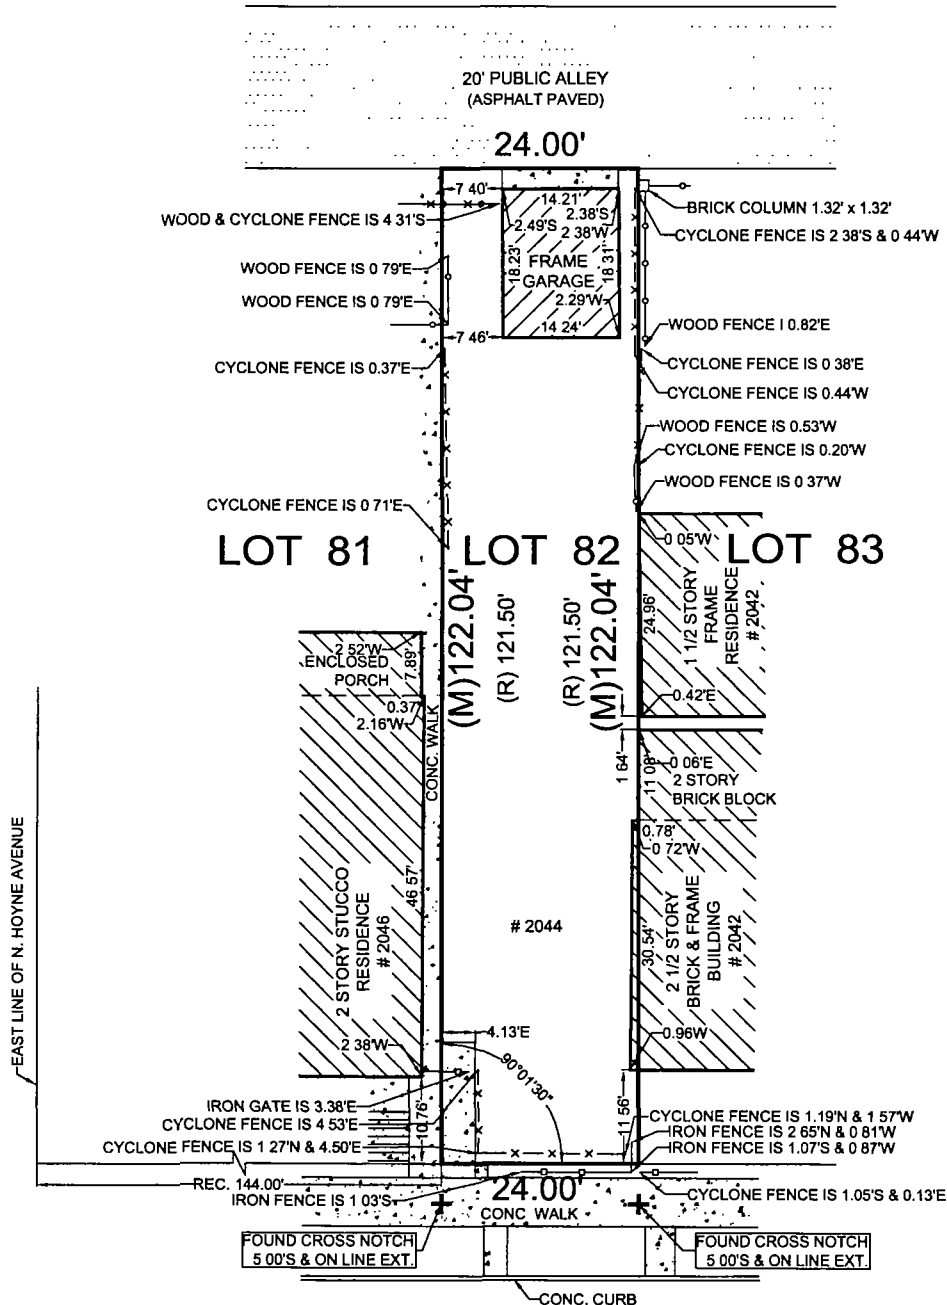 20' PUBLIC ALLEY
(ASPHALT PAVED)
24.00'
7 40'
14.21'
2.38'S
2.49'S
2 38'W
BRICK COLUMN 1.32' x 1.32'
WOOD & CYCLONE FENCE IS 4 31'S
CYCLONE FENCE IS 2 38'S & 0 44'W
18.23'
FRAME
GARAGE
18 31'
WOOD FENCE IS 0 79'E
WOOD FENCE IS 0 79'E
2.29'W
14 24'
7 46'
WOOD FENCE I 0.82'E
CYCLONE FENCE IS 0.37'E
CYCLONE FENCE IS 0 38'E
CYCLONE FENCE IS 0.44'W
WOOD FENCE IS 0.53'W
CYCLONE FENCE IS 0.20'W
WOOD FENCE IS 0 37'W
CYCLONE FENCE IS 0 71'E
0 05'W
LOT 81
LOT 82
LOT 83
(M)122.04'
(R) 121.50'
(R) 121.50'
(M)122.04'
24.96'
1 1/2 STORY
FRAME
RESIDENCE
# 2042
2 52'W
ENCLOSED
PORCH
7.89'
0.37'
2.16'W
CONC. WALK
0.42'E
1 64'
11 08'
0 06'E
2 STORY
BRICK BLOCK
0.78'
0 72'W
EAST LINE OF N. HOYNE AVENUE
2 STORY STUCCO
RESIDENCE
# 2046
46 57'
# 2044
30.54'
2 1/2 STORY
BRICK & FRAME
BUILDING
# 2042
2 38'W
4.13'E
0.96W
90°01'30"
IRON GATE IS 3.38'E
CYCLONE FENCE IS 4 53'E
10.76'
11 56'
CYCLONE FENCE IS 1.19'N & 1 57'W
CYCLONE FENCE IS 1 27'N & 4.50'E
IRON FENCE IS 2 65'N & 0 81'W
IRON FENCE IS 1.07'S & 0 87'W
REC. 144.00'
IRON FENCE IS 1 03'S
24.00'
CONC WALK
CYCLONE FENCE IS 1.05'S & 0.13'E
FOUND CROSS NOTCH
5 00'S & ON LINE EXT.
FOUND CROSS NOTCH
5 00'S & ON LINE EXT.
CONC. CURB